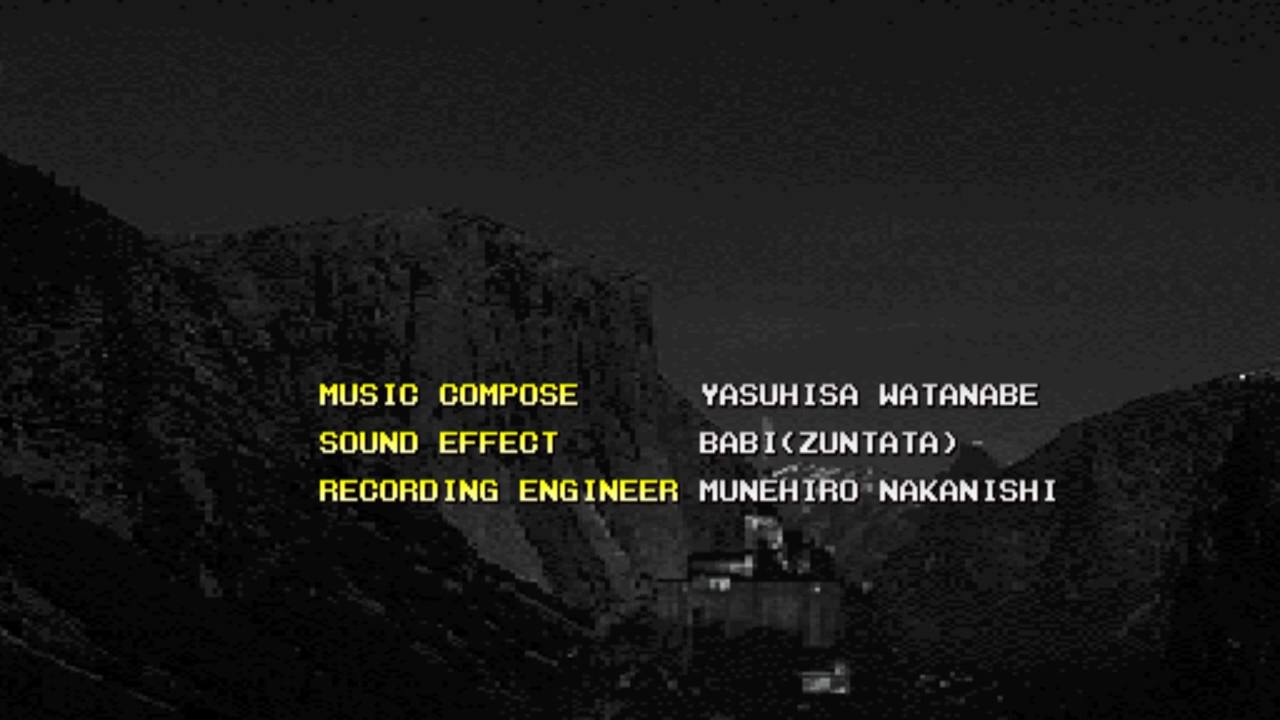 MUSIC COMPOSE YASUHISA WATANABE
SOUND EFFECT BABI(ZUNTATA)
RECORDING ENGINEER MUNEHIRO NAKANISHI